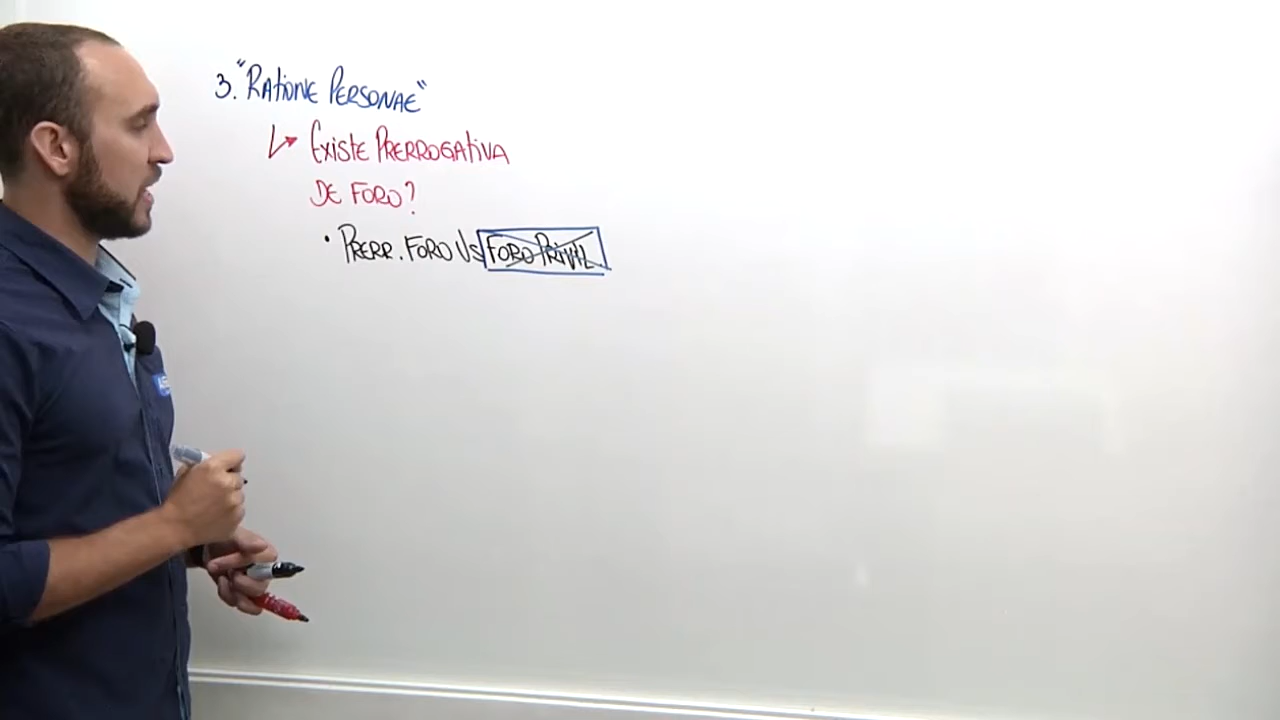 3. "RATIONE PERSONAE"
EXISTE PRERROGATIVA
DE FORO?
• PRERR. FORO VS FORO PRIVIL.